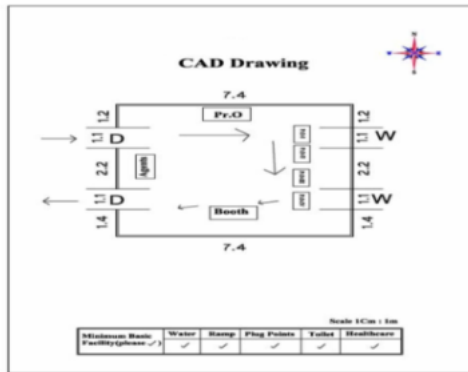 CAD Drawing
7.4
Pr.O
1.2
1.2
D
1.1
1.1
W
Agents
2.2
2.2
D
1.1
1.1
W
Booth
1.4
1.4
7.4
Scale 1Cm : 1m
Minimum Basic Water Ramp Plug Points Toilet Healthcare
Facility(please ✓) ✓ ✓ ✓ ✓ ✓